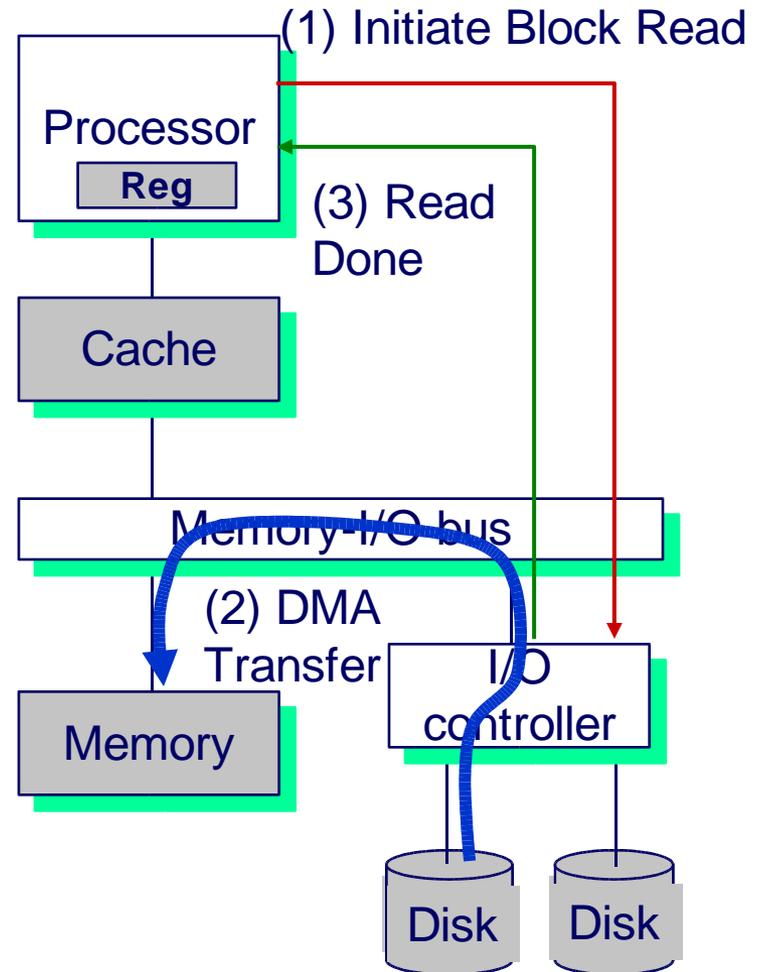 (1) Initiate Block Read
Processor
Reg
(3) Read
Done
Cache
Memory-I/O bus
(2) DMA
Transfer
I/O
controller
Memory
Disk
Disk